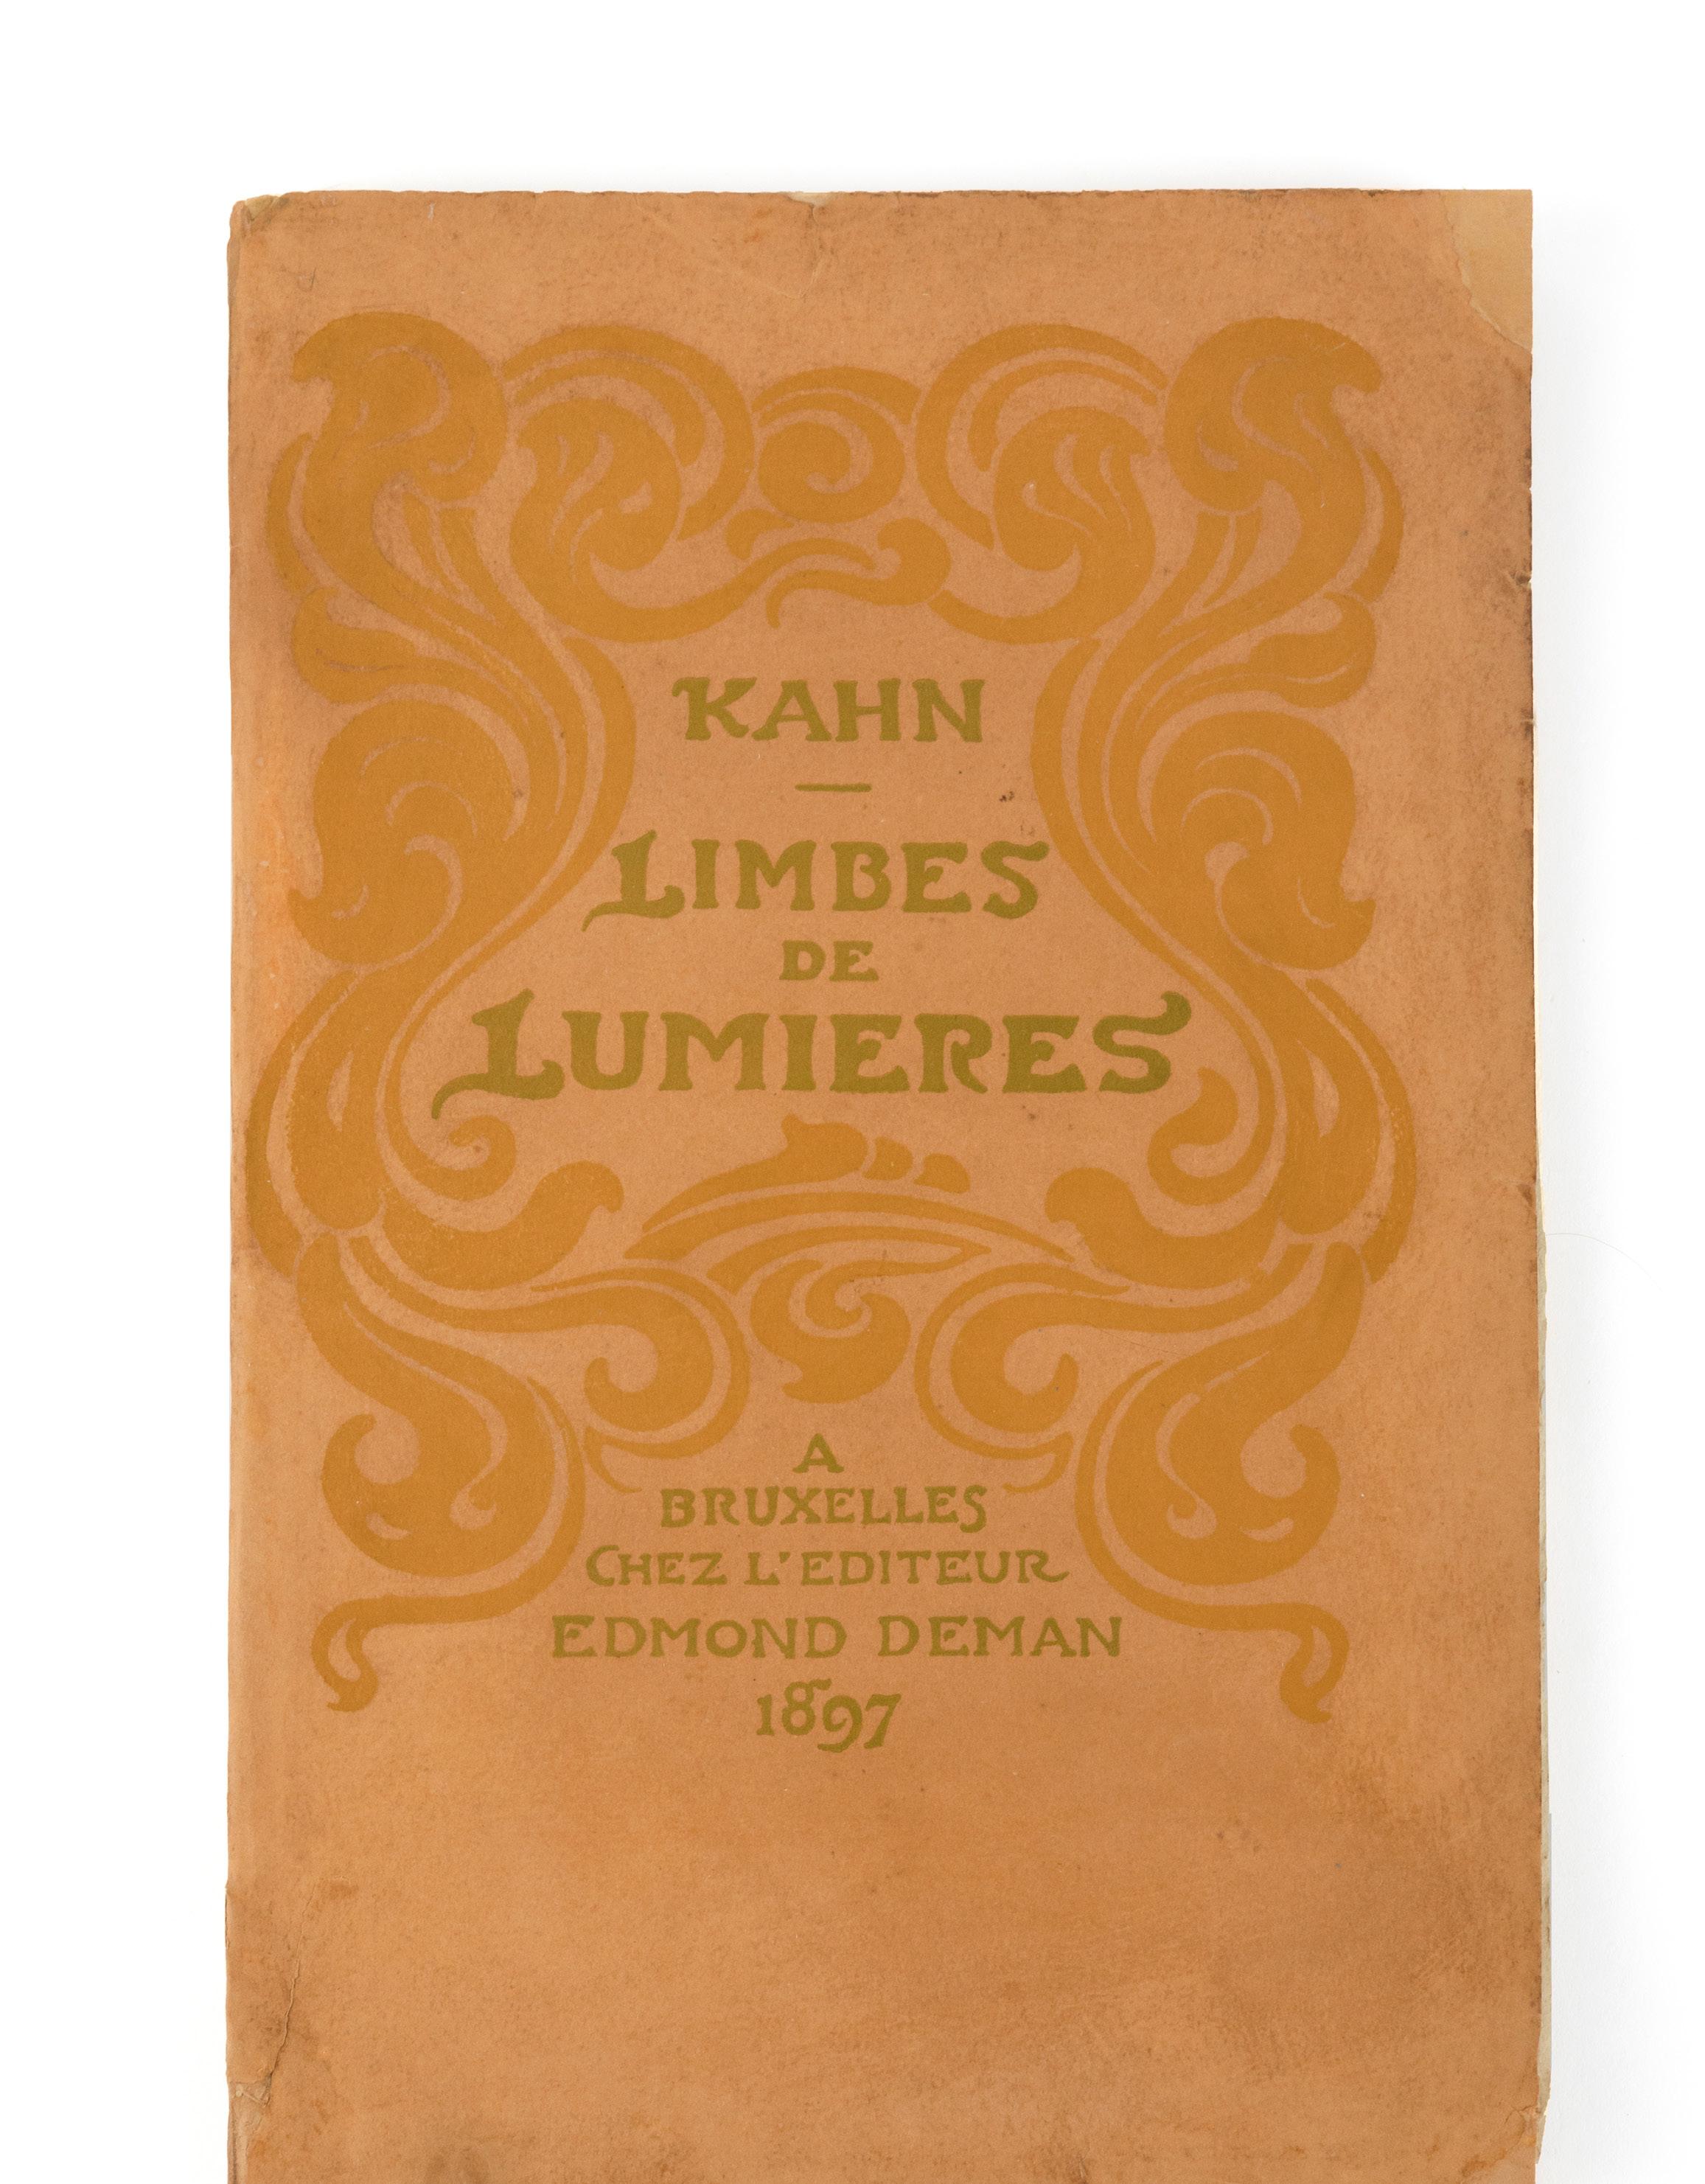 KAHN
LIMBES
DE
LUMIERES
A
BRUXELLES
CHEZ L'EDITEUR
EDMOND DEMAN
1897